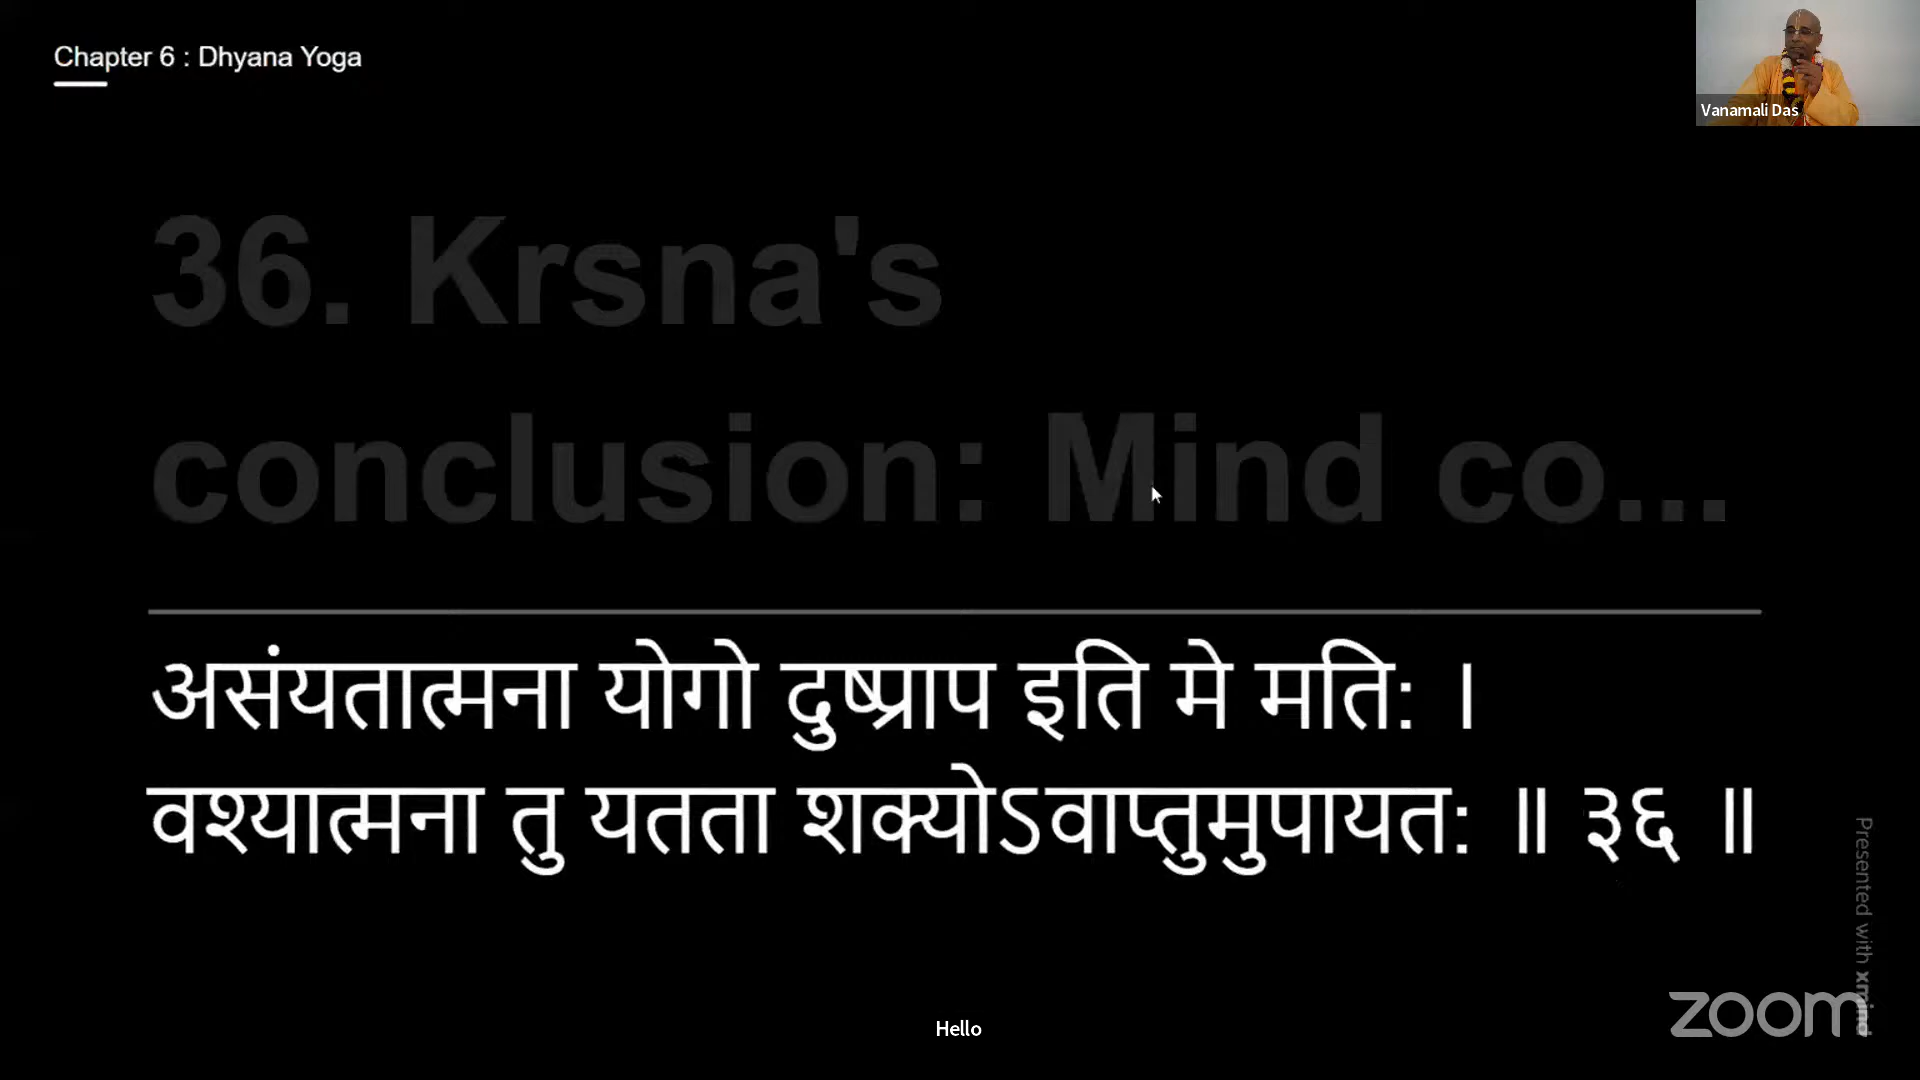 Chapter 6 : Dhyana Yoga
Vanamali Das
36. Krsna's
conclusion: Mind co...
असंयतात्मना योगो दुष्प्राप इति मे मति: ।
वश्यात्मना तु यतता शक्योऽवाप्तुमुपायत: ॥ ३६ ॥
Presented with xmind
zoom
Hello